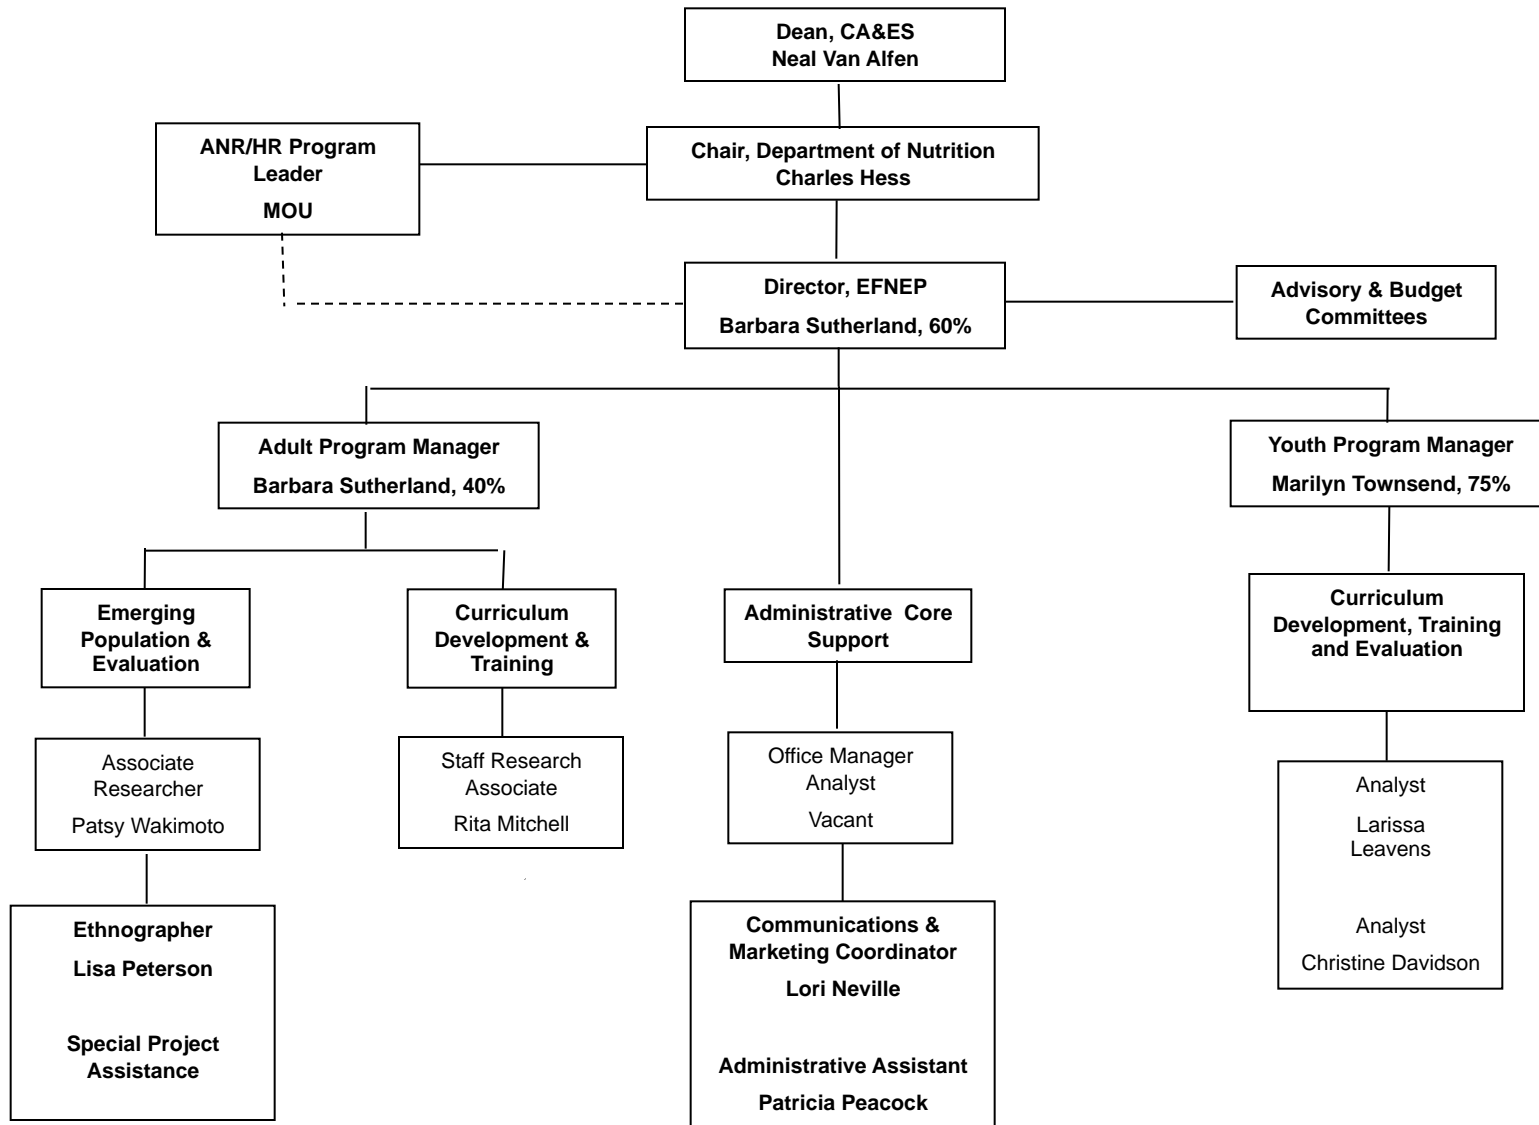 Dean, CA&ES
Neal Van Alfen
ANR/HR Program
Leader
MOU
Chair, Department of Nutrition
Charles Hess
Director, EFNEP
Barbara Sutherland, 60%
Advisory & Budget
Committees
Adult Program Manager
Barbara Sutherland, 40%
Youth Program Manager
Marilyn Townsend, 75%
Emerging
Population &
Evaluation
Curriculum
Development &
Training
Administrative Core
Support
Curriculum
Development, Training
and Evaluation
Associate
Researcher
Patsy Wakimoto
Staff Research
Associate
Rita Mitchell
Office Manager
Analyst
Vacant
Analyst
Larissa
Leavens
Analyst
Christine Davidson
Ethnographer
Lisa Peterson
Special Project
Assistance
Communications &
Marketing Coordinator
Lori Neville
Administrative Assistant
Patricia Peacock